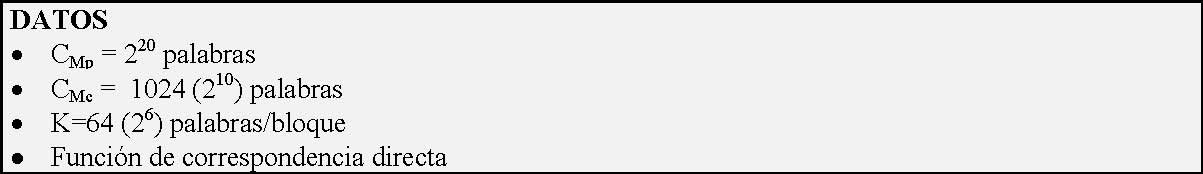 DATOS
• C_Mp = 2^20 palabras
• C_Mc = 1024 (2^10) palabras
• K=64 (2^6) palabras/bloque
• Función de correspondencia directa